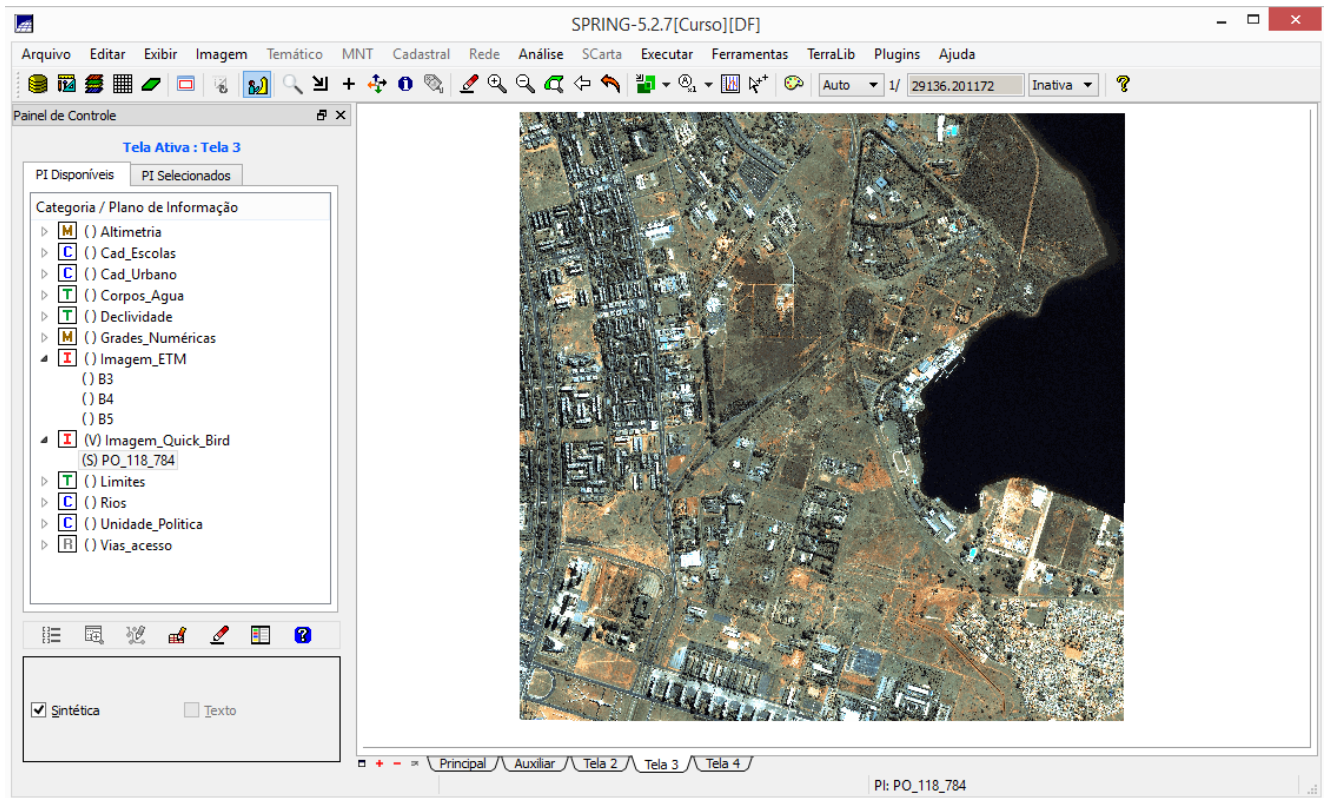 SPRING-5.2.7[Curso][DF]
Arquivo Editar Exibir Imagem Temático MNT Cadastral Rede Análise SCarta Executar Ferramentas TerraLib Plugins Ajuda
Auto 1/ 29136.201172 Inativa
Painel de Controle
Tela Ativa : Tela 3
PI Disponíveis PI Selecionados
Categoria / Plano de Informação
M () Altimetria
C () Cad_Escolas
C () Cad_Urbano
T () Corpos_Agua
T () Declividade
M () Grades_Numéricas
I () Imagem_ETM
() B3
() B4
() B5
I (V) Imagem_Quick_Bird
(S) PO_118_784
T () Limites
C () Rios
C () Unidade_Politica
R () Vias_acesso
Sintética Texto
Principal Auxiliar Tela 2 Tela 3 Tela 4
PI: PO_118_784